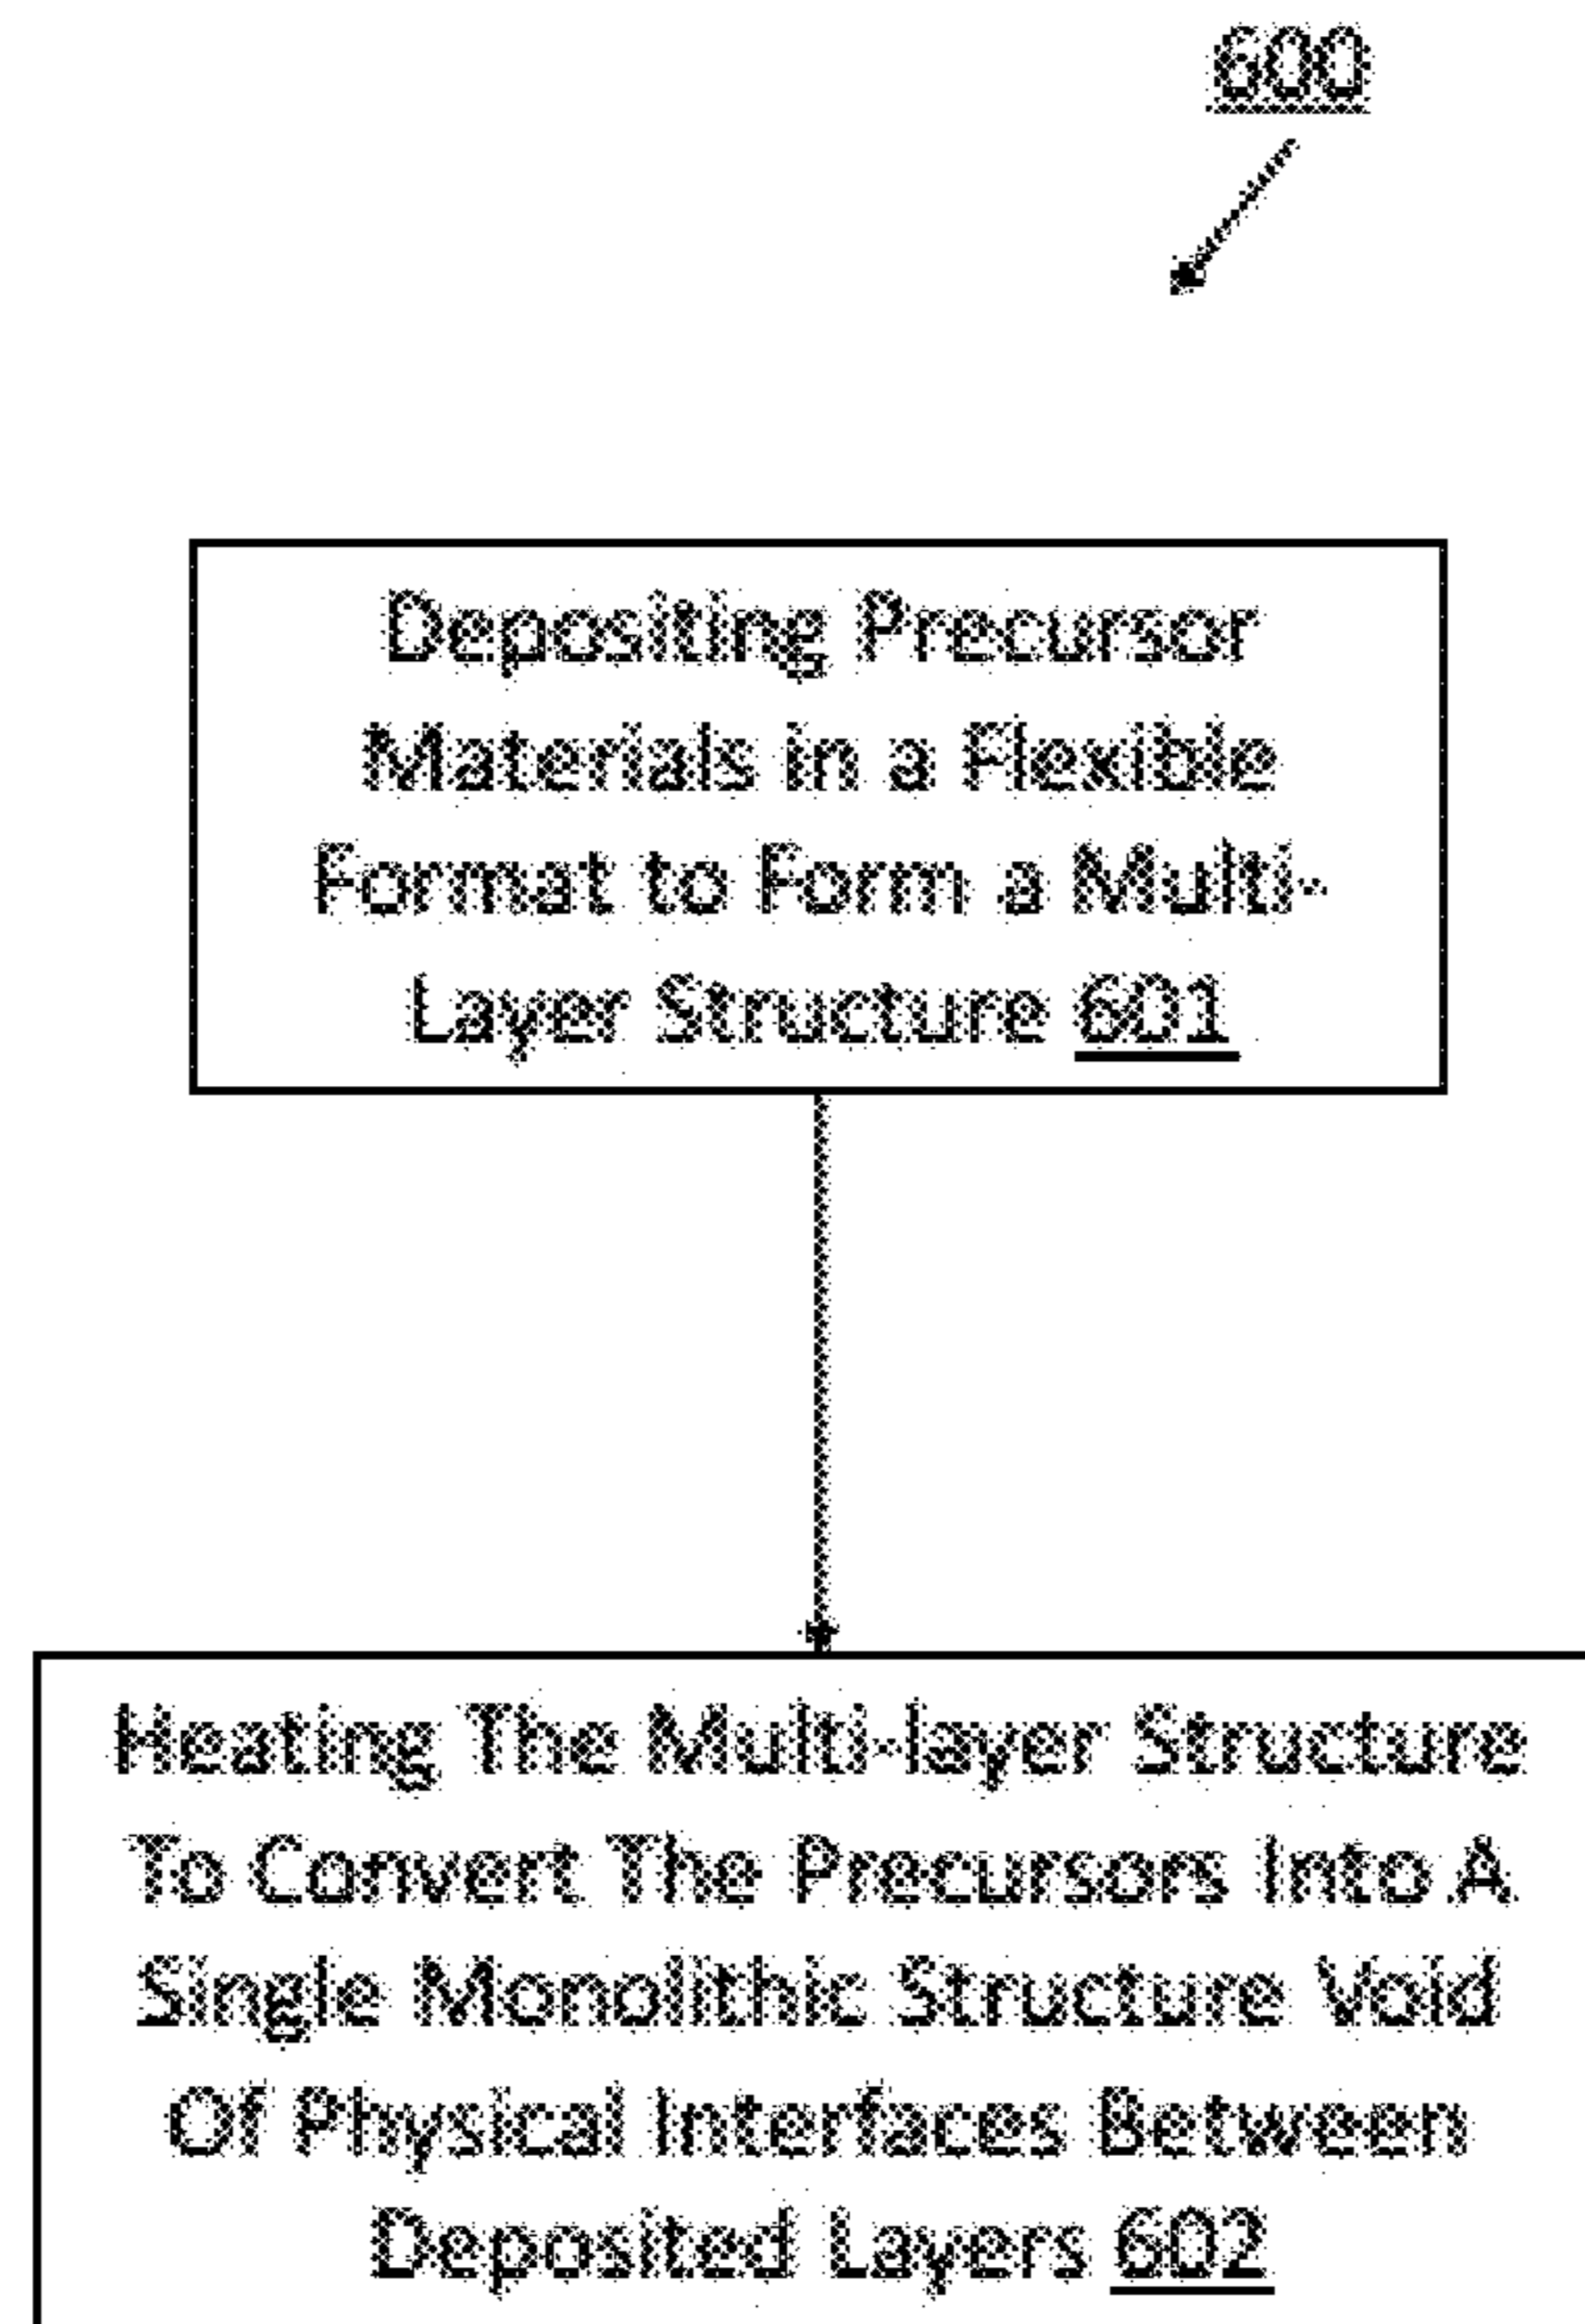 600
Depositing Precursor
Materials in a Flexible
Format to Form a Multi-
Layer Structure 601
Heating The Multi-layer Structure
To Convert The Precursors Into A
Single Monolithic Structure Void
Of Physical Interfaces Between
Deposited Layers 602